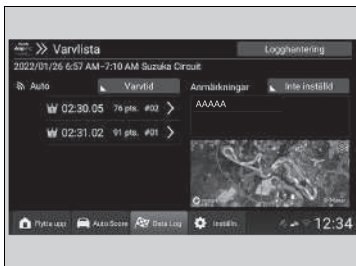 Varvlista
Logghantering
2022/01/26 6:57 AM-7:10 AM Suzuka Circuit
Auto
Varvtid
Anmärkningar
Inte inställd
02:30.05 76 pts. #02
AAAAA
02:31.02 91 pts. #01
Flytta upp
Auto Score
Data Log
Inställn.
12:34